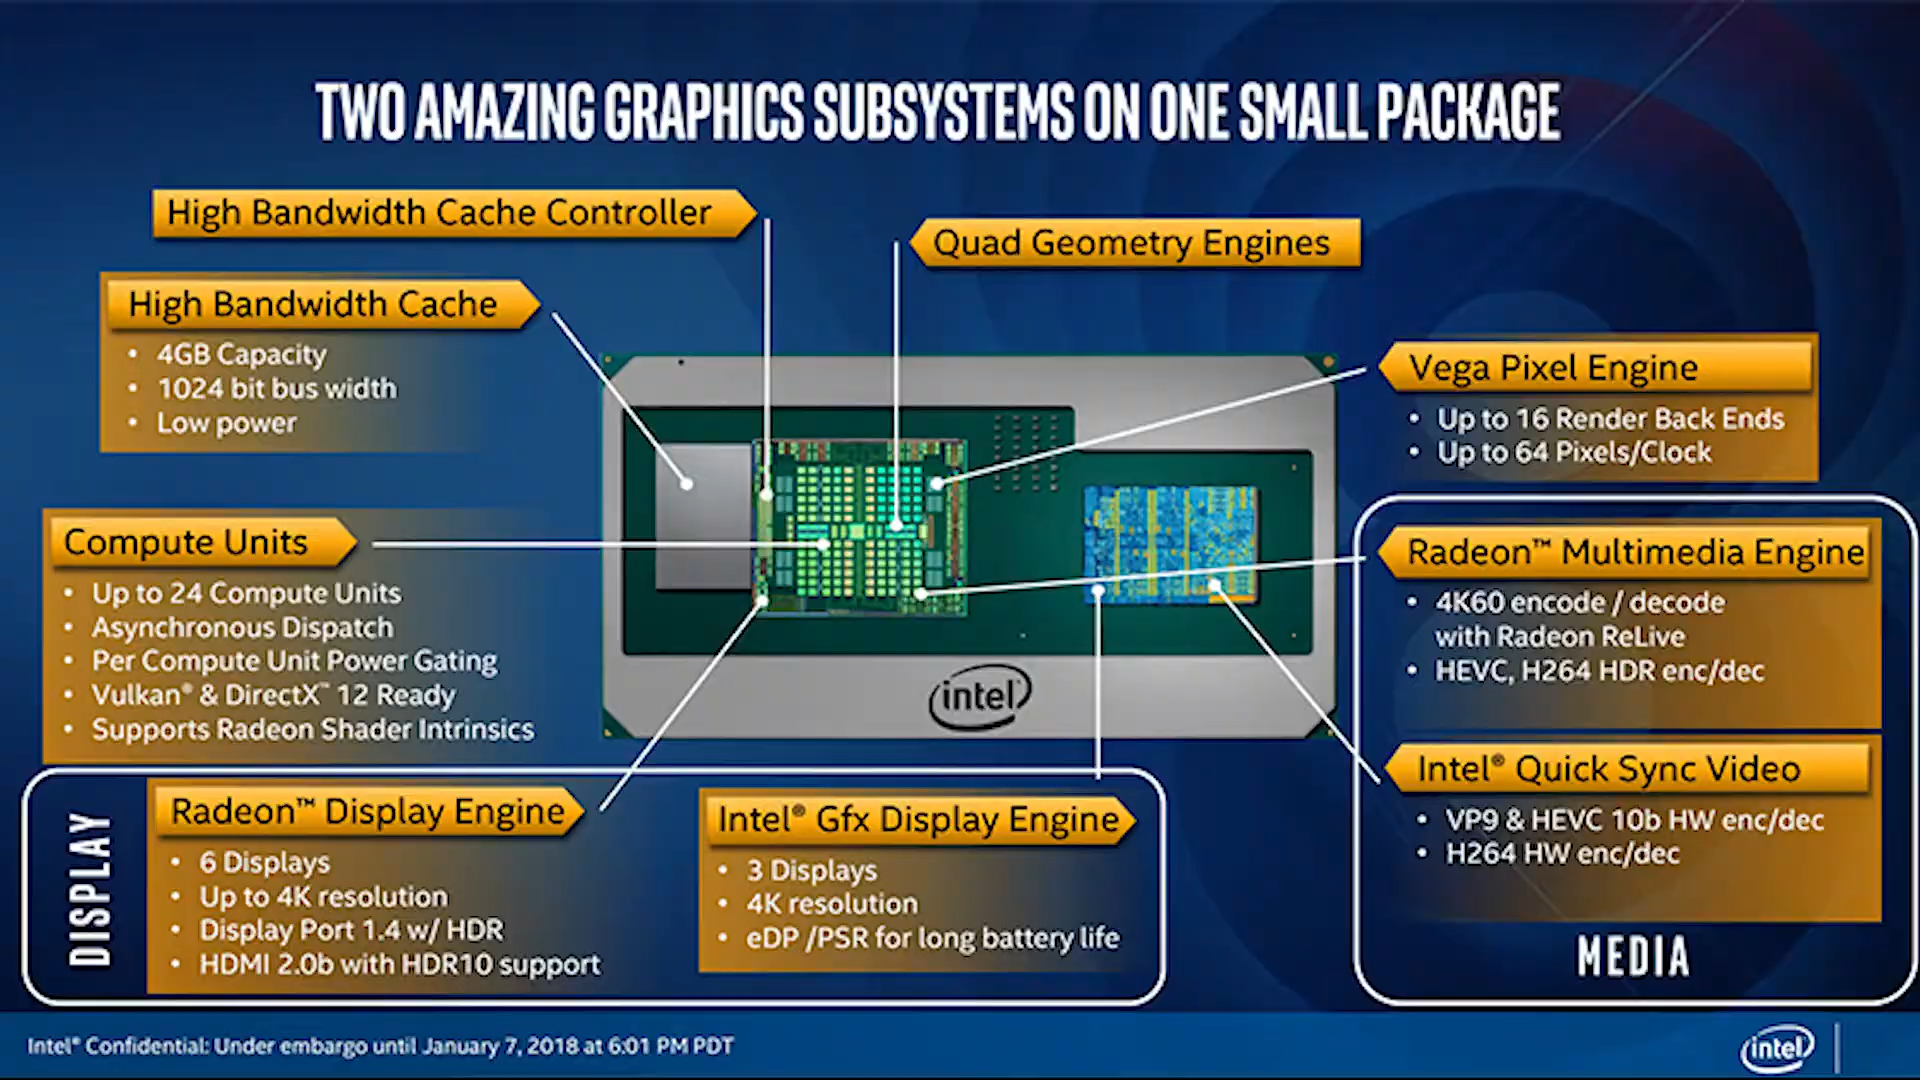 TWO AMAZING GRAPHICS SUBSYSTEMS ON ONE SMALL PACKAGE
High Bandwidth Cache Controller
Quad Geometry Engines
High Bandwidth Cache
• 4GB Capacity
• 1024 bit bus width
• Low power
Vega Pixel Engine
• Up to 16 Render Back Ends
• Up to 64 Pixels/Clock
Compute Units
• Up to 24 Compute Units
• Asynchronous Dispatch
• Per Compute Unit Power Gating
• Vulkan® & DirectX™ 12 Ready
• Supports Radeon Shader Intrinsics
Radeon™ Multimedia Engine
• 4K60 encode / decode
with Radeon ReLive
• HEVC, H264 HDR enc/dec
intel®
Intel® Quick Sync Video
• VP9 & HEVC 10b HW enc/dec
• H264 HW enc/dec
MEDIA
DISPLAY
Radeon™ Display Engine
• 6 Displays
• Up to 4K resolution
• Display Port 1.4 w/ HDR
• HDMI 2.0b with HDR10 support
Intel® Gfx Display Engine
• 3 Displays
• 4K resolution
• eDP /PSR for long battery life
Intel® Confidential: Under embargo until January 7, 2018 at 6:01 PM PDT
intel